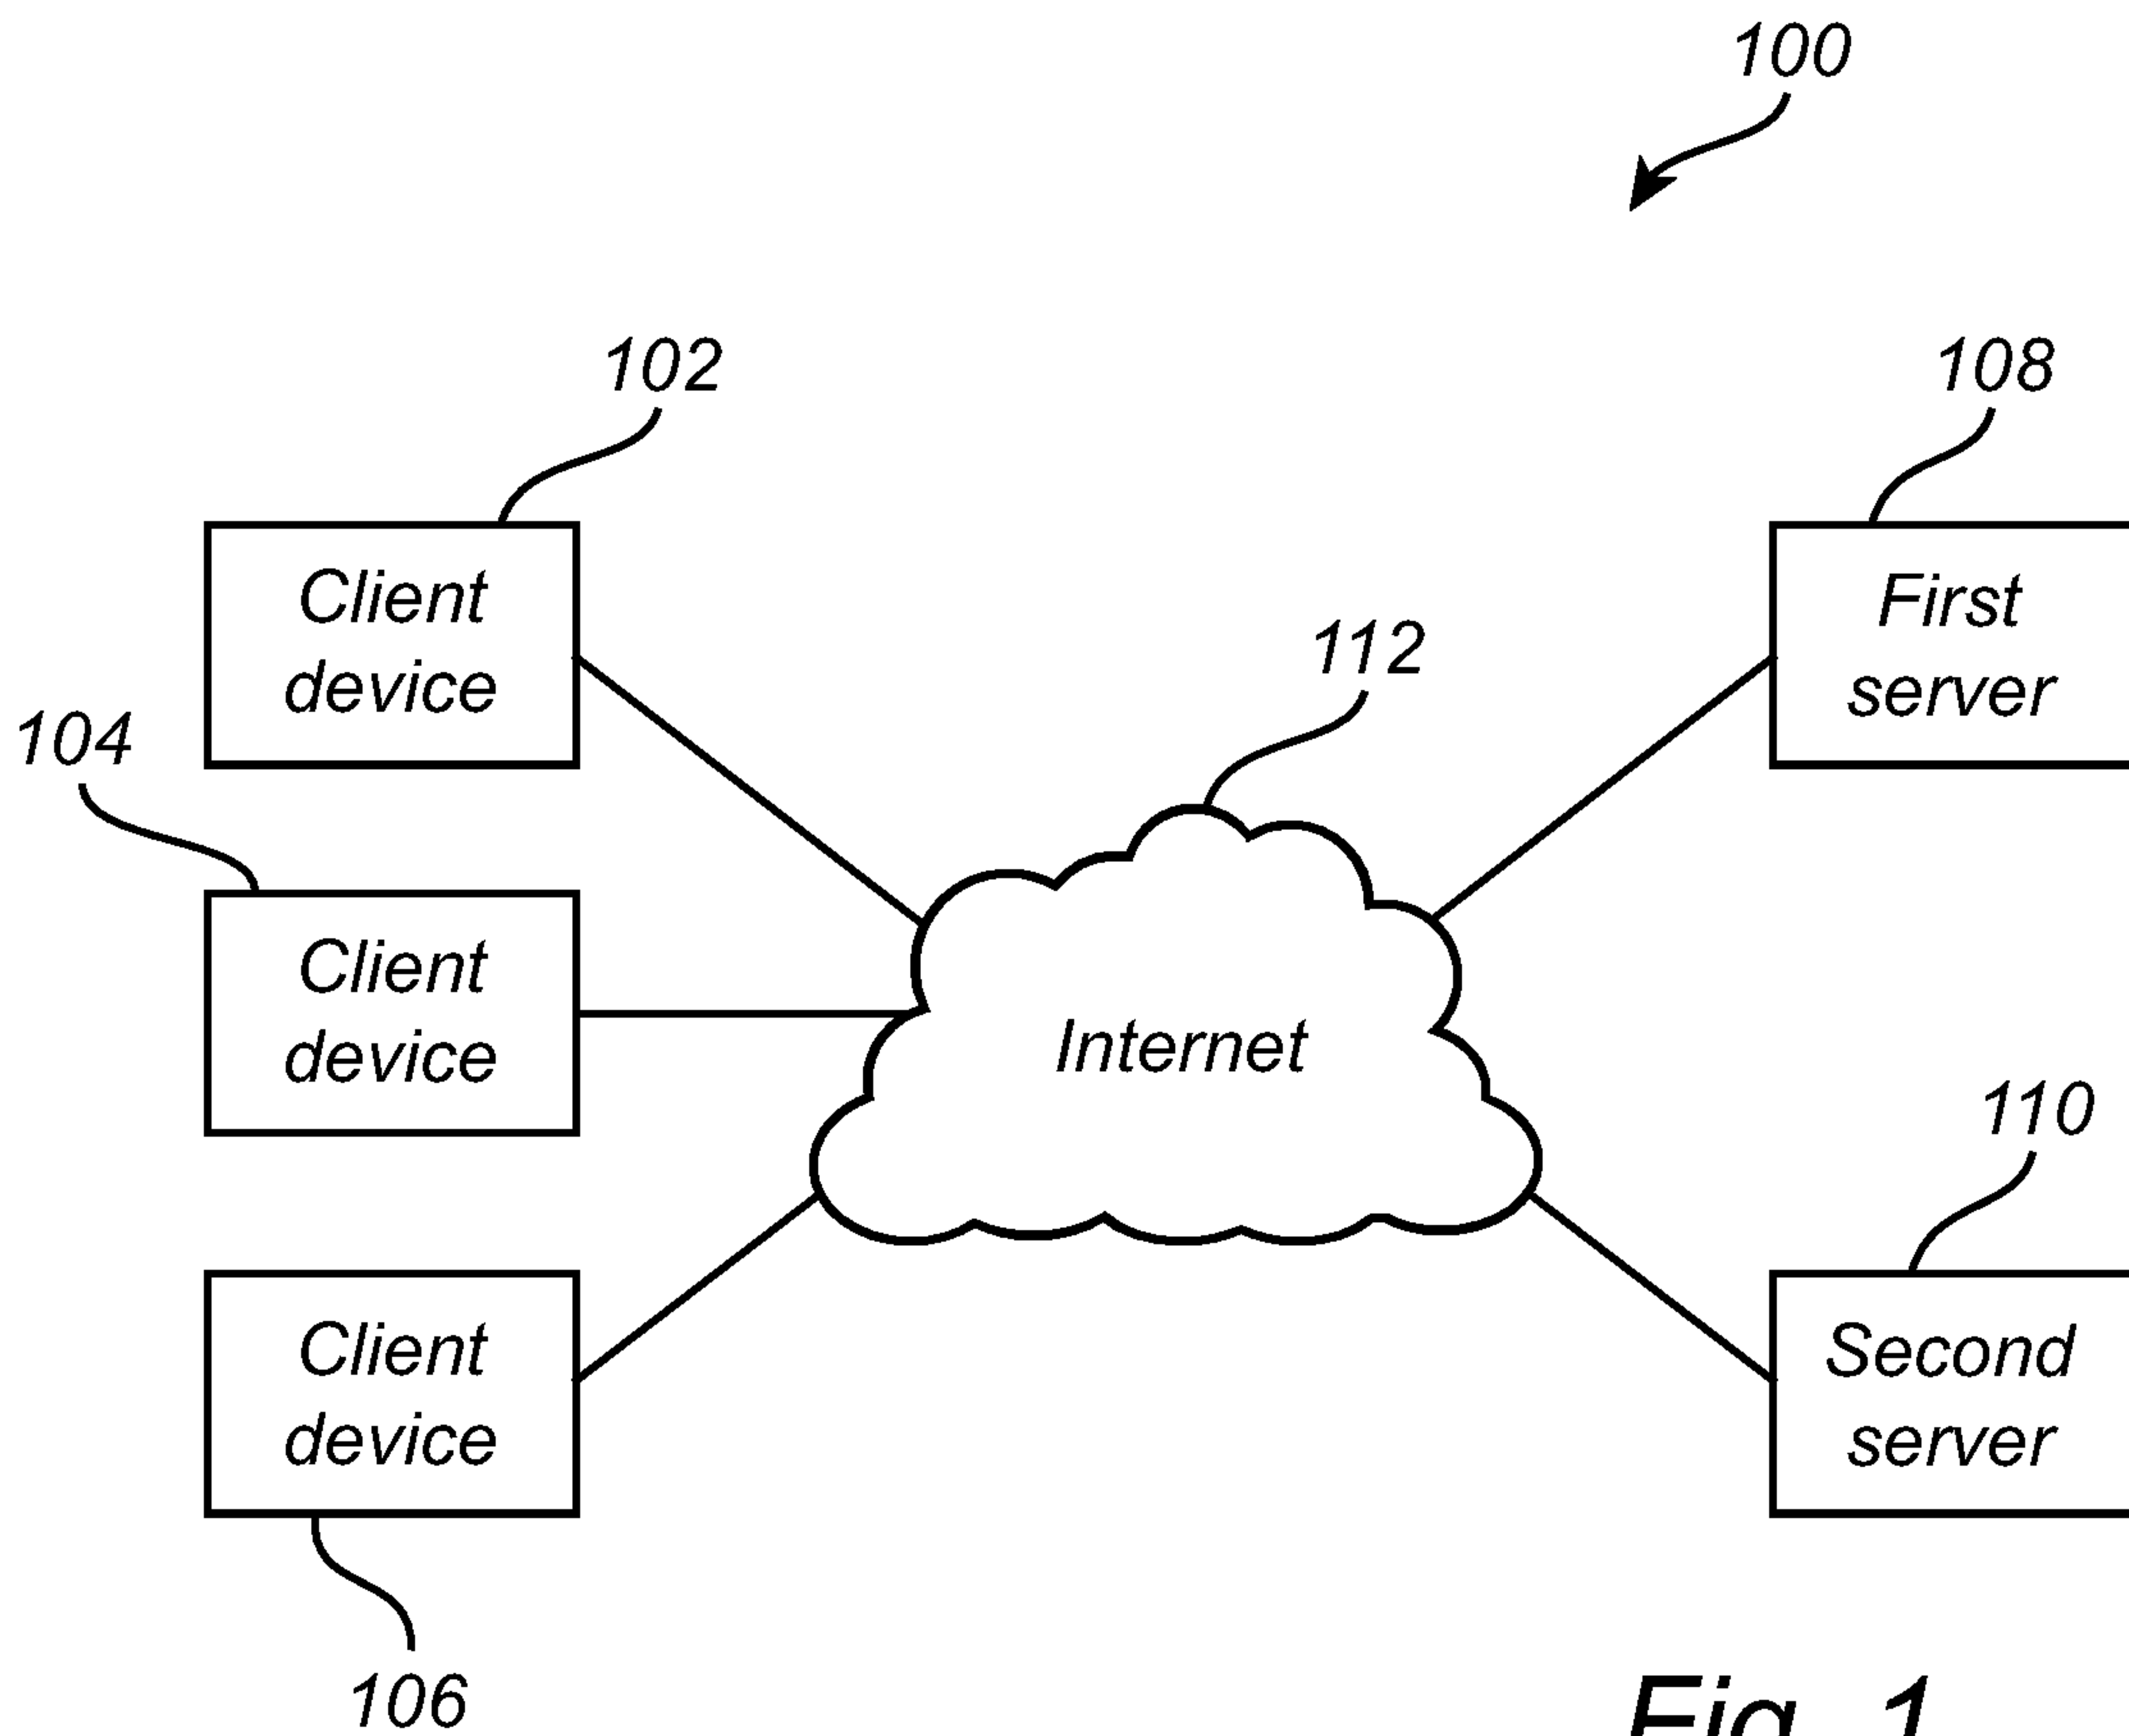 100
102
108
Client
device
First
server
112
104
Client
device
Internet
110
Client
device
Second
server
106
Fig. 1